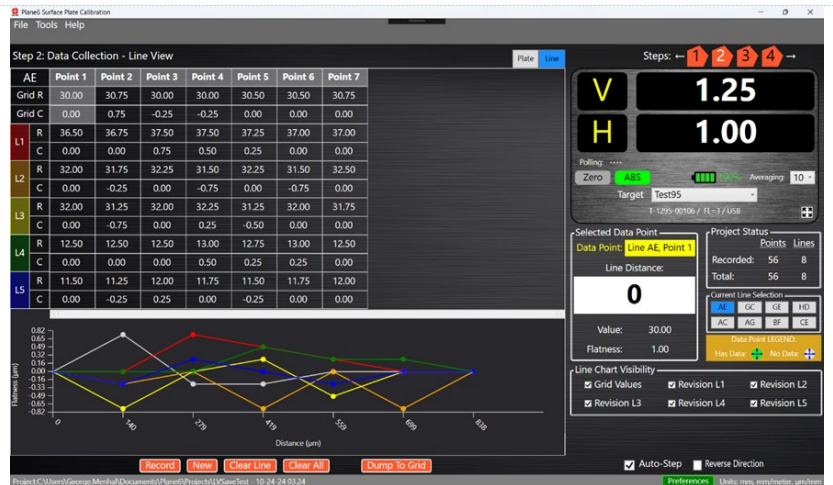 Plane6 Surface Plate Calibration
File Tools Help
Step 2: Data Collection - Line View
Plate Line
Steps: ← 1 2 3 4 →
AE Point 1 Point 2 Point 3 Point 4 Point 5 Point 6 Point 7
Grid R 30.00 30.75 30.00 30.00 30.50 30.50 30.75
Grid C 0.00 0.75 -0.25 -0.25 0.00 0.00 0.00
L1 R 36.50 36.75 37.50 37.50 37.25 37.00 37.00
C 0.00 0.00 0.75 0.50 0.25 0.00 0.00
L2 R 32.00 31.75 32.25 31.50 32.25 31.50 32.50
C 0.00 -0.25 0.00 -0.75 0.00 -0.75 0.00
L3 R 32.00 31.25 32.00 32.25 31.50 32.00 31.75
C 0.00 -0.75 0.00 0.25 -0.50 0.00 0.00
L4 R 12.50 12.50 12.50 13.00 12.75 13.00 12.50
C 0.00 0.00 0.00 0.50 0.25 0.25 0.00
L5 R 11.50 11.25 12.00 11.75 11.50 11.75 12.00
C 0.00 -0.25 0.25 0.00 -0.25 0.00 0.00
V 1.25
H 1.00
Polling: ····
Zero ABS 100% Averaging: 10
Target Test95
T-1295-00106 / FL=3 / USB
Selected Data Point
Data Point: Line AE, Point 1
Line Distance:
0
Value: 30.00
Flatness: 1.00
Project Status
Points Lines
Recorded: 56 8
Total: 56 8
Current Line Selection
AE GC GE HD
AC AG BF CE
Data Point LEGEND:
Has Data: No Data:
Line Chart Visibility
Grid Values Revision L1 Revision L2
Revision L3 Revision L4 Revision L5
Flatness (µm)
0.82
0.65
0.49
0.32
0.16
0.00
-0.16
-0.33
-0.49
-0.65
-0.82
0 140 279 419 559 699 838
Distance (µm)
Record New Clear Line Clear All Dump To Grid
Auto-Step Reverse Direction
Project:C:\Users\George.Menhal\Documents\Plane6\Projects\LVSaveTest - 10-24-24 03.24
Preferences Units: mm, mm/meter, µm/mm